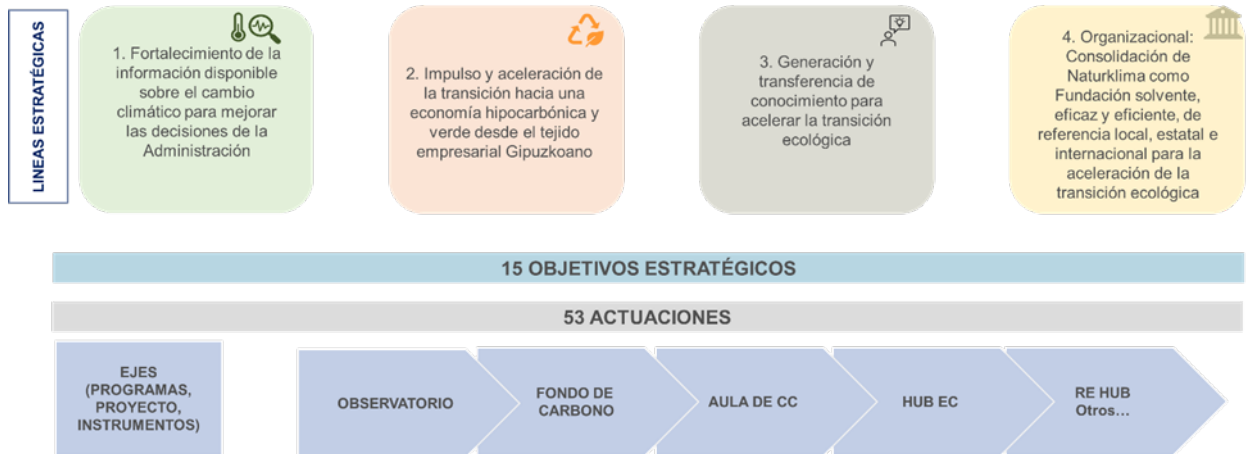 LINEAS ESTRATÉGICAS
1. Fortalecimiento de la
información disponible
sobre el cambio
climático para mejorar
las decisiones de la
Administración
2. Impulso y aceleración de
la transición hacia una
economía hipocarbónica y
verde desde el tejido
empresarial Gipuzkoano
3. Generación y
transferencia de
conocimiento para
acelerar la transición
ecológica
4. Organizacional:
Consolidación de
Naturklima como
Fundación solvente,
eficaz y eficiente, de
referencia local, estatal e
internacional para la
aceleración de la
transición ecológica
15 OBJETIVOS ESTRATÉGICOS
53 ACTUACIONES
EJES
(PROGRAMAS,
PROYECTO,
INSTRUMENTOS)
OBSERVATORIO
FONDO DE
CARBONO
AULA DE CC
HUB EC
RE HUB
Otros...